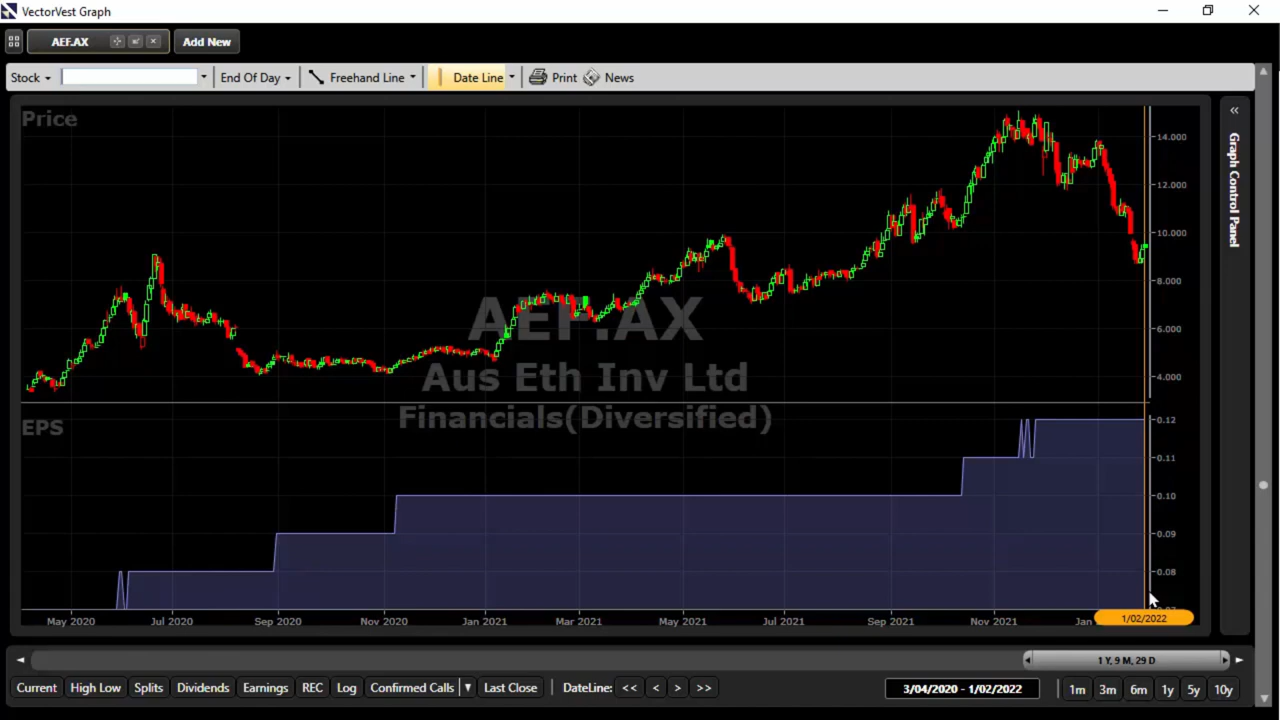 VectorVest Graph
AEF.AX Add New
Stock End Of Day Freehand Line Date Line Print News
Price
14.000
12.000
10.000
8.000
6.000
4.000
Graph Control Panel
AEF.AX
Aus Eth Inv Ltd
Financials(Diversified)
EPS
0.12
0.11
0.10
0.09
0.08
May 2020 Jul 2020 Sep 2020 Nov 2020 Jan 2021 Mar 2021 May 2021 Jul 2021 Sep 2021 Nov 2021 Jan 1/02/2022
1 Y, 9 M, 29 D
Current High Low Splits Dividends Earnings REC Log Confirmed Calls Last Close DateLine: << < > >> 3/04/2020 - 1/02/2022 1m 3m 6m 1y 5y 10y